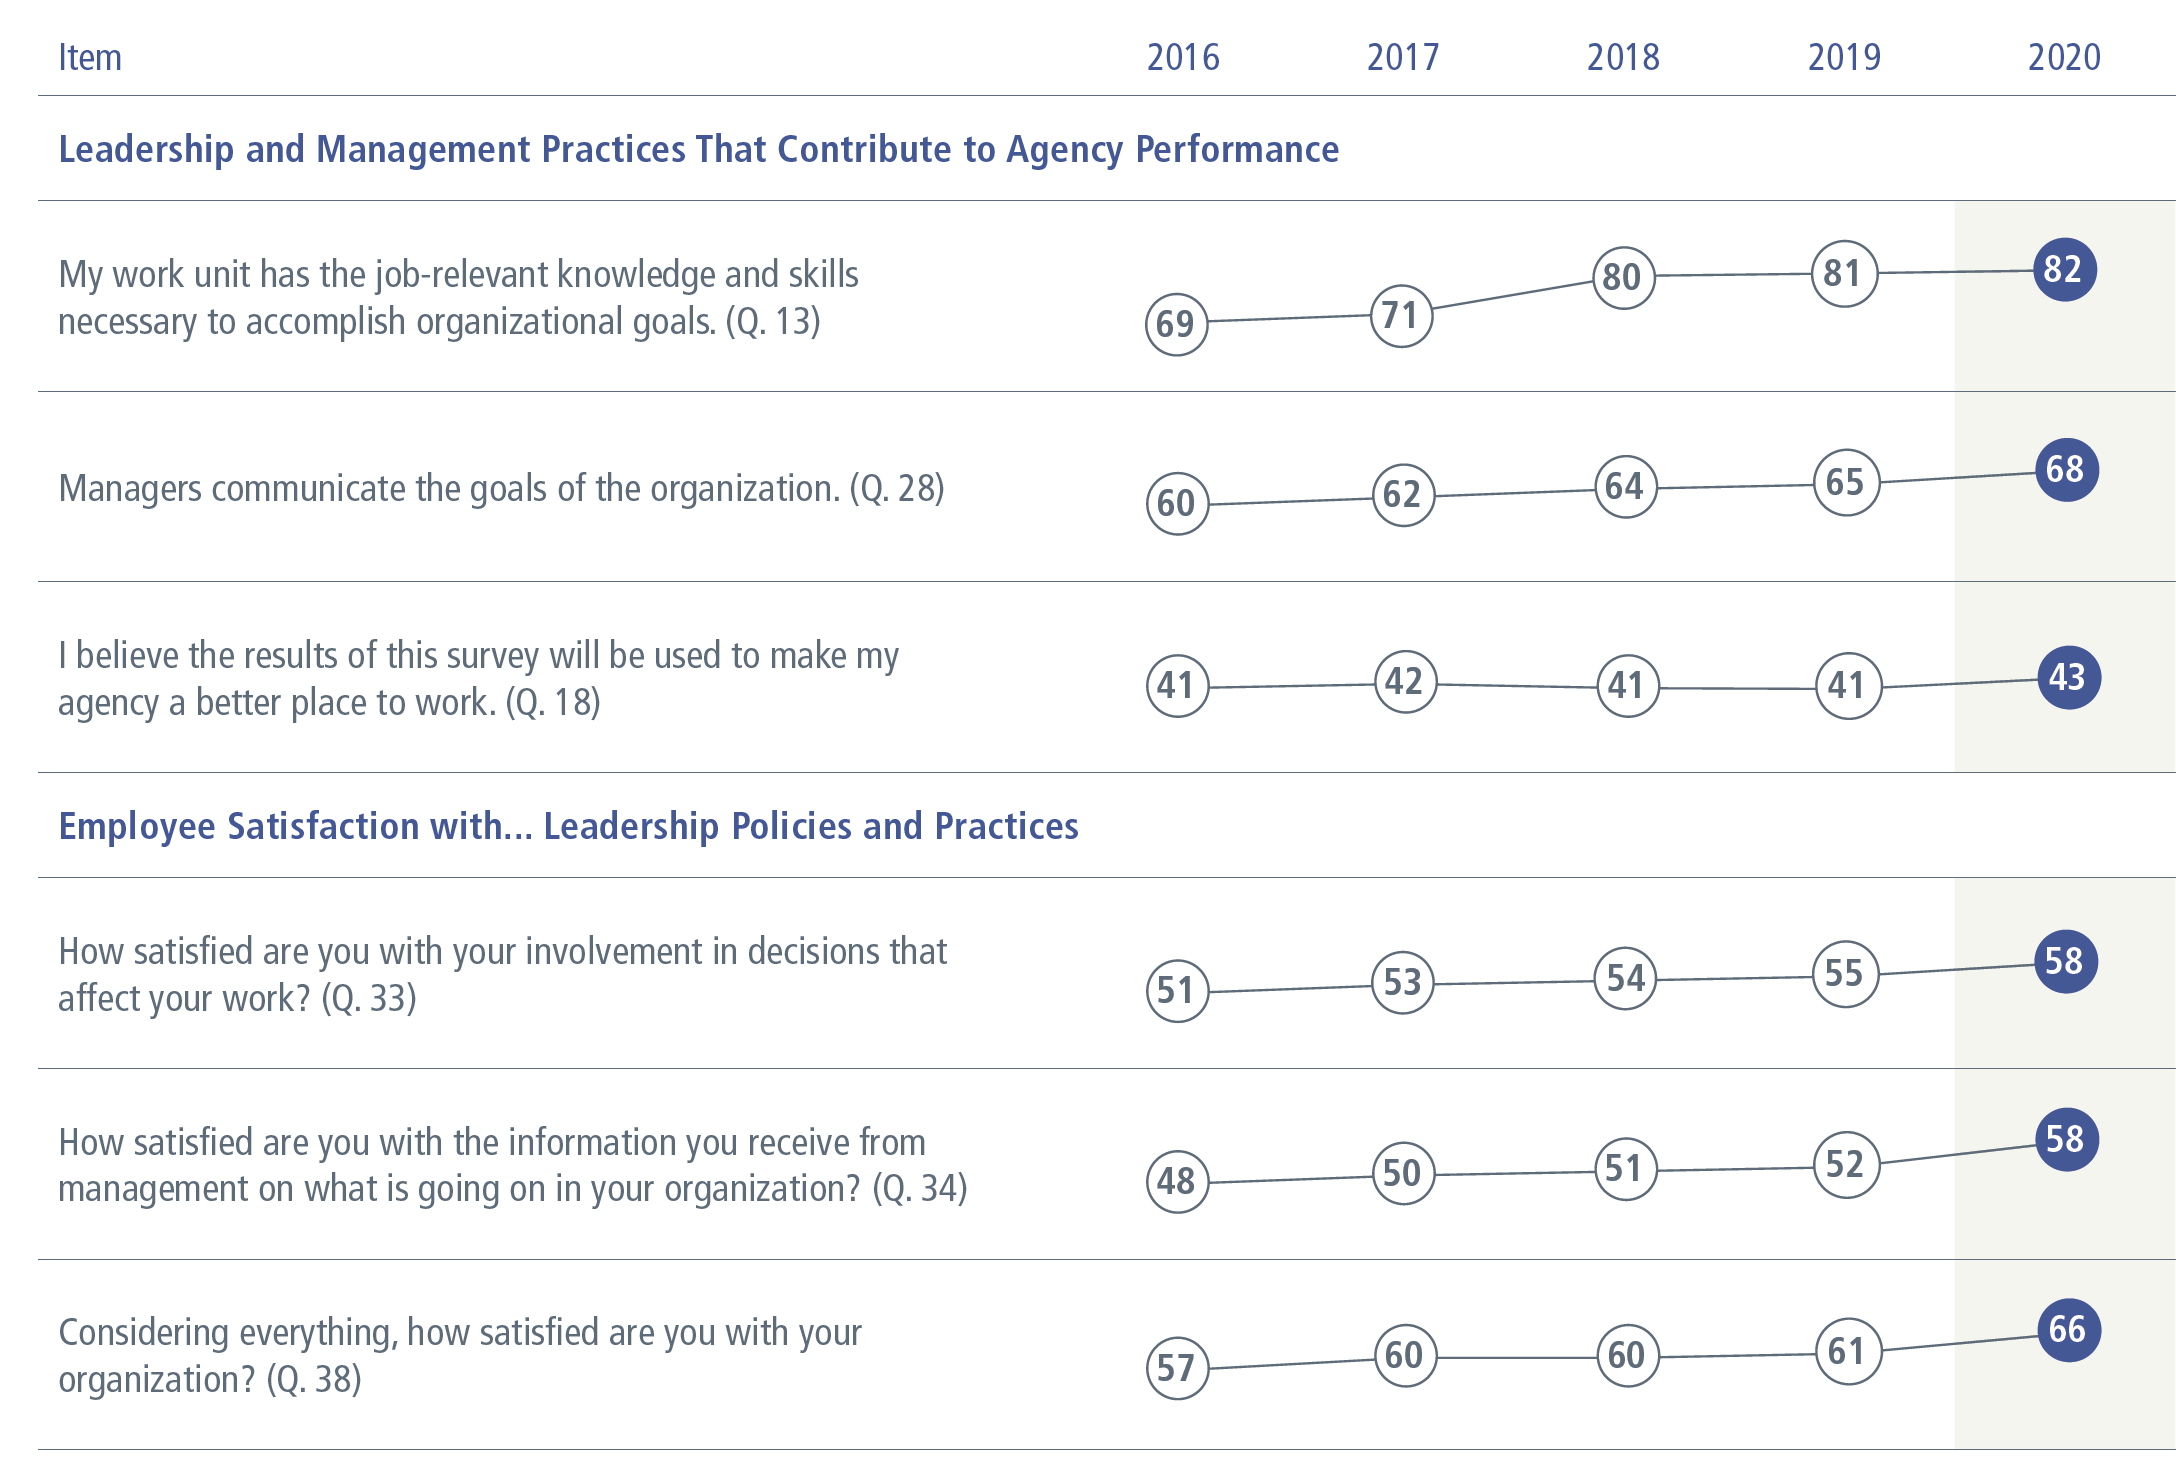 Item 2016 2017 2018 2019 2020
Leadership and Management Practices That Contribute to Agency Performance
My work unit has the job-relevant knowledge and skills
necessary to accomplish organizational goals. (Q. 13)
69 71 80 81 82
Managers communicate the goals of the organization. (Q. 28)
60 62 64 65 68
I believe the results of this survey will be used to make my
agency a better place to work. (Q. 18)
41 42 41 41 43
Employee Satisfaction with... Leadership Policies and Practices
How satisfied are you with your involvement in decisions that
affect your work? (Q. 33)
51 53 54 55 58
How satisfied are you with the information you receive from
management on what is going on in your organization? (Q. 34)
48 50 51 52 58
Considering everything, how satisfied are you with your
organization? (Q. 38)
57 60 60 61 66